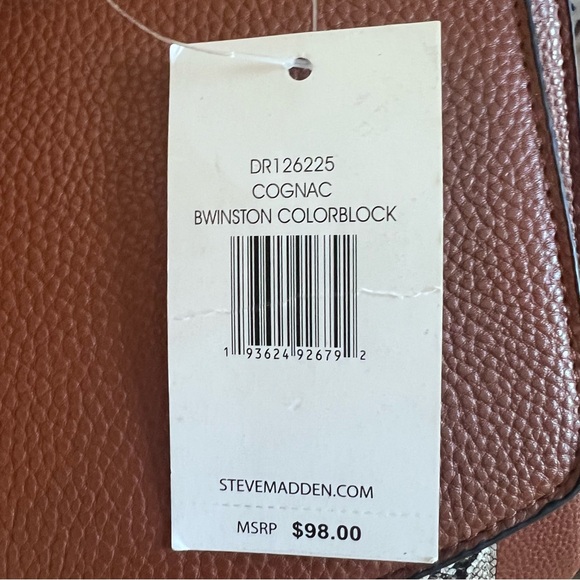 DR126225
COGNAC
BWINSTON COLORBLOCK
1 93624 92679 2
STEVEMADDEN.COM
MSRP $98.00